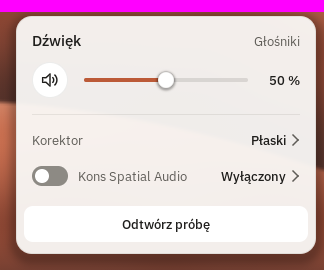 Dźwięk Głośniki
50 %
Korektor Płaski
Kons Spatial Audio Wyłączony
Odtwórz próbę